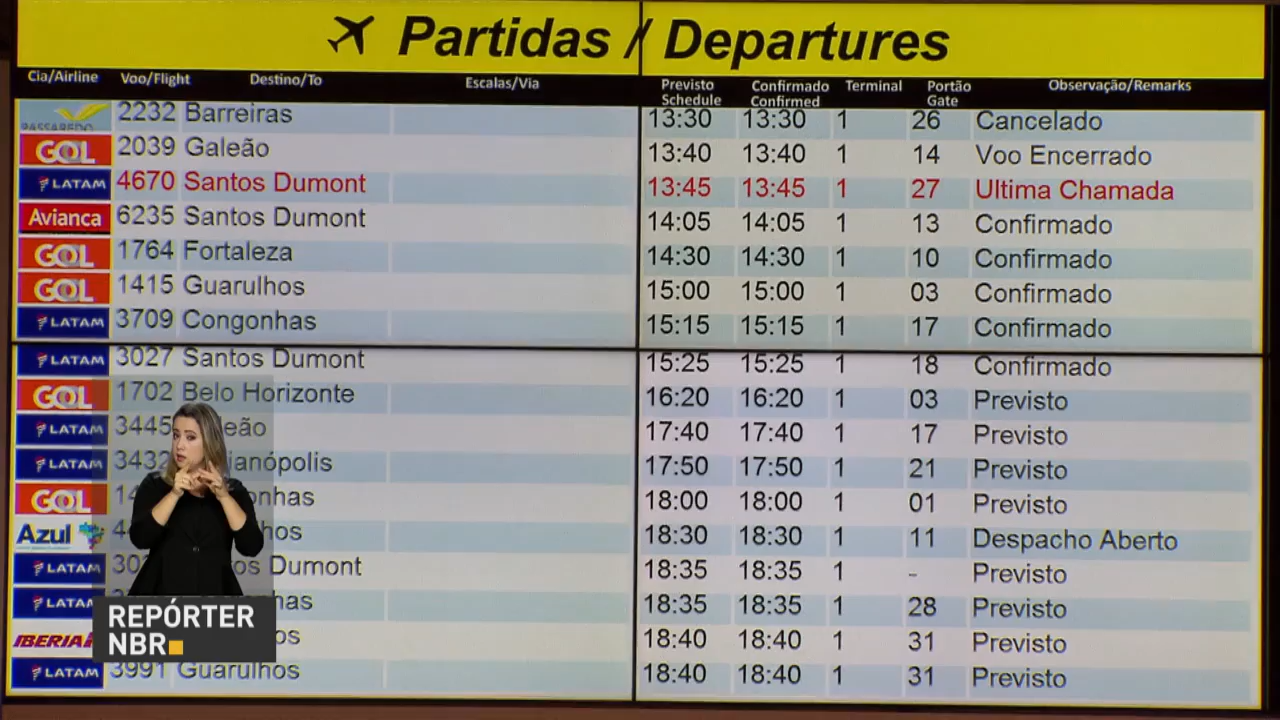 Partidas / Departures
Cia/Airline Voo/Flight Destino/To Escalas/Via Previsto Schedule Confirmado Confirmed Terminal Portão Gate Observação/Remarks
PASSAREDO 2232 Barreiras 13:30 13:30 1 26 Cancelado
GOL 2039 Galeão 13:40 13:40 1 14 Voo Encerrado
LATAM 4670 Santos Dumont 13:45 13:45 1 27 Ultima Chamada
Avianca 6235 Santos Dumont 14:05 14:05 1 13 Confirmado
GOL 1764 Fortaleza 14:30 14:30 1 10 Confirmado
GOL 1415 Guarulhos 15:00 15:00 1 03 Confirmado
LATAM 3709 Congonhas 15:15 15:15 1 17 Confirmado
LATAM 3027 Santos Dumont 15:25 15:25 1 18 Confirmado
GOL 1702 Belo Horizonte 16:20 16:20 1 03 Previsto
LATAM 3445 17:40 17:40 1 17 Previsto
LATAM 3432 17:50 17:50 1 21 Previsto
GOL 18:00 18:00 1 01 Previsto
Azul 18:30 18:30 1 11 Despacho Aberto
LATAM Dumont 18:35 18:35 1 - Previsto
LATAM 18:35 18:35 1 28 Previsto
IBERIA 18:40 18:40 1 31 Previsto
LATAM 3991 Guarulhos 18:40 18:40 1 31 Previsto
REPÓRTER
NBR